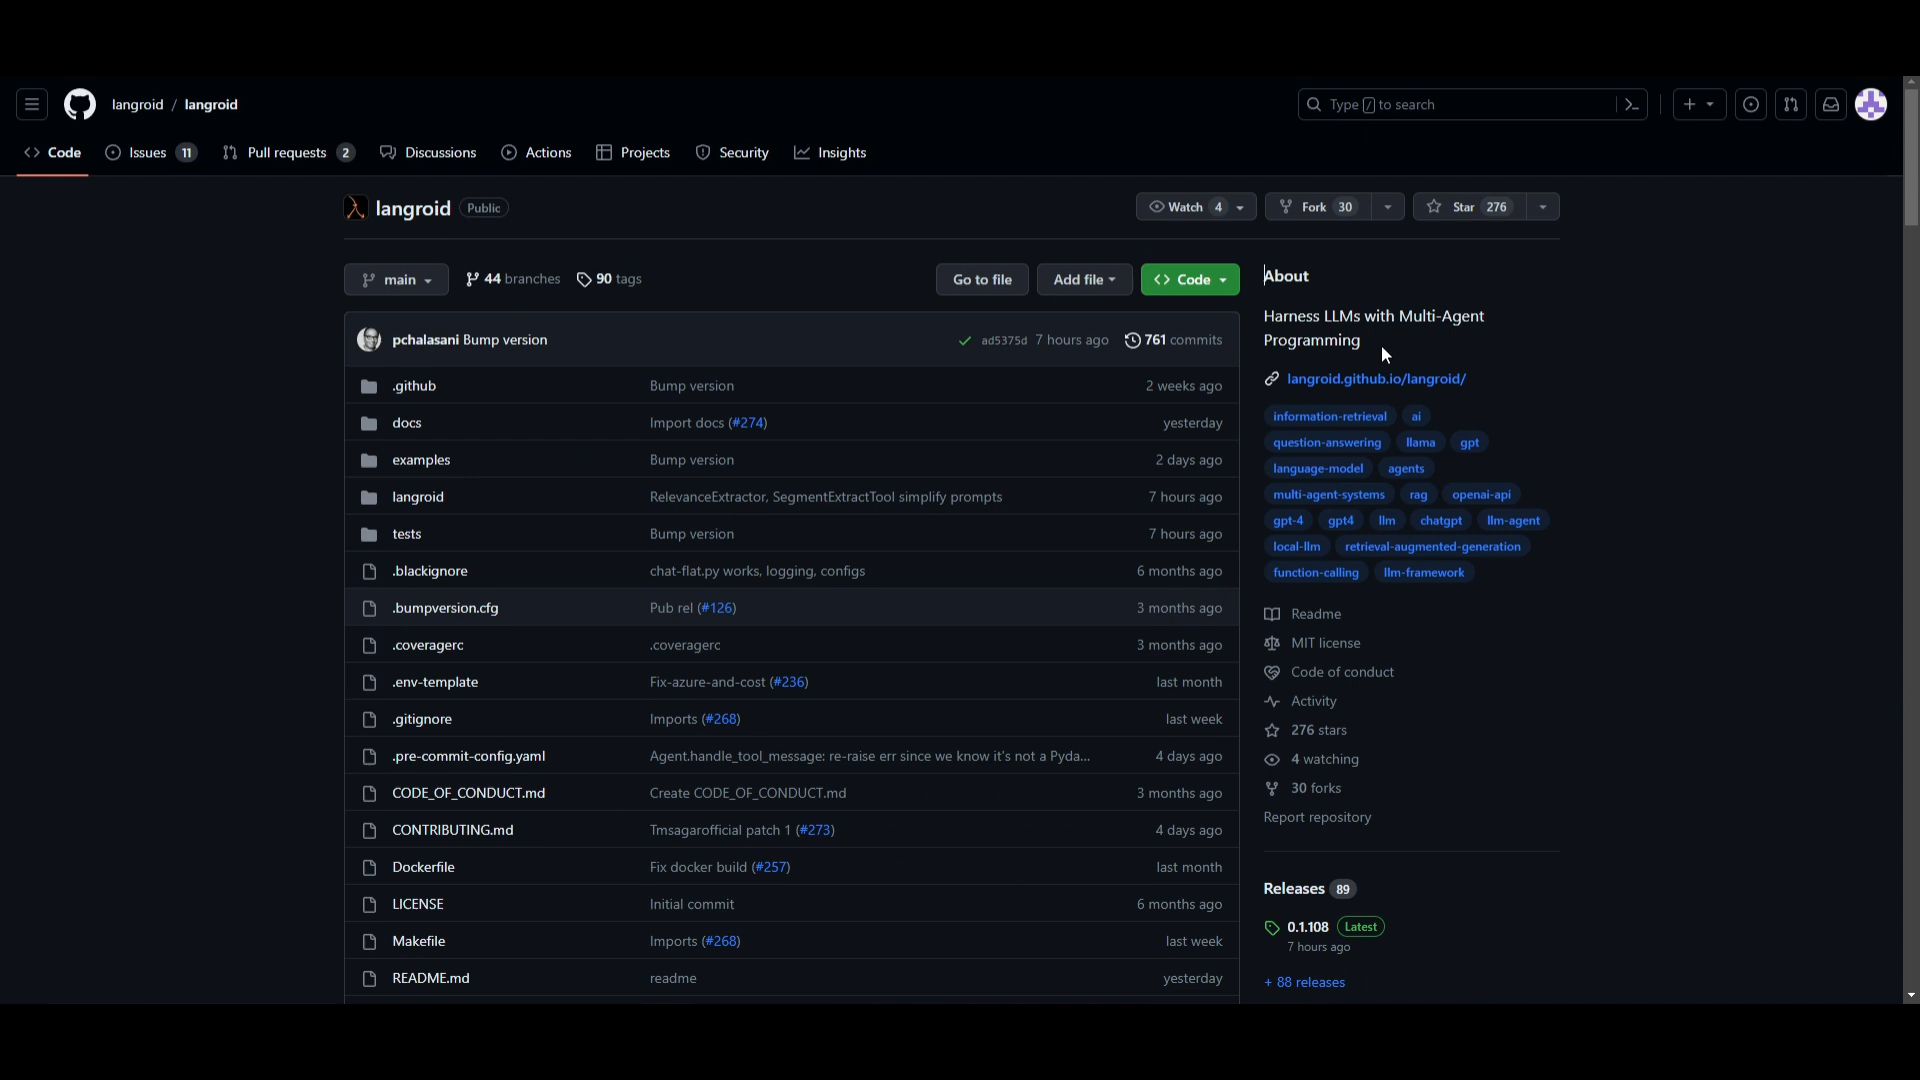 langroid / langroid
Type / to search
Code Issues 11 Pull requests 2 Discussions Actions Projects Security Insights
langroid Public
Watch 4 Fork 30 Star 276
main 44 branches 90 tags Go to file Add file Code
pchalasani Bump version ad5375d 7 hours ago 761 commits
.github Bump version 2 weeks ago
docs Import docs (#274) yesterday
examples Bump version 2 days ago
langroid RelevanceExtractor, SegmentExtractTool simplify prompts 7 hours ago
tests Bump version 7 hours ago
.blackignore chat-flat.py works, logging, configs 6 months ago
.bumpversion.cfg Pub rel (#126) 3 months ago
.coveragerc .coveragerc 3 months ago
.env-template Fix-azure-and-cost (#236) last month
.gitignore Imports (#268) last week
.pre-commit-config.yaml Agent.handle_tool_message: re-raise err since we know it's not a Pyda... 4 days ago
CODE_OF_CONDUCT.md Create CODE_OF_CONDUCT.md 3 months ago
CONTRIBUTING.md Tmsagarofficial patch 1 (#273) 4 days ago
Dockerfile Fix docker build (#257) last month
LICENSE Initial commit 6 months ago
Makefile Imports (#268) last week
README.md readme yesterday
About
Harness LLMs with Multi-Agent
Programming
langroid.github.io/langroid/
information-retrieval ai
question-answering llama gpt
language-model agents
multi-agent-systems rag openai-api
gpt-4 gpt4 llm chatgpt llm-agent
local-llm retrieval-augmented-generation
function-calling llm-framework
Readme
MIT license
Code of conduct
Activity
276 stars
4 watching
30 forks
Report repository
Releases 89
0.1.108 Latest
7 hours ago
+ 88 releases